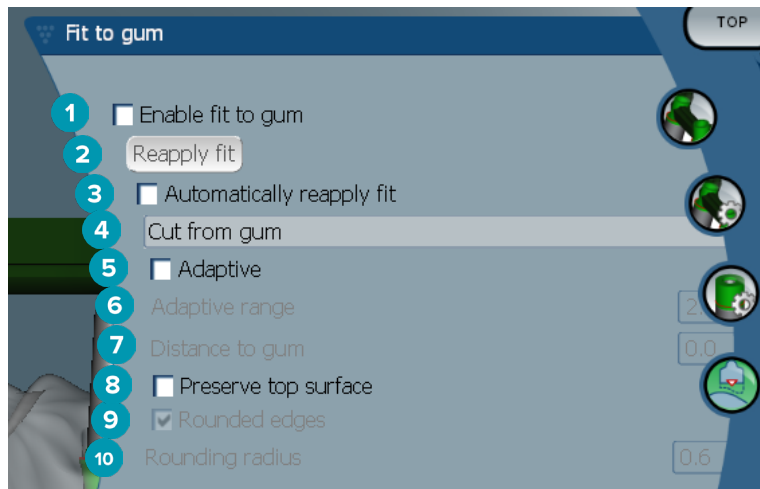 TOP
Fit to gum
1 Enable fit to gum
2 Reapply fit
3 Automatically reapply fit
4 Cut from gum
5 Adaptive
6 Adaptive range 2.
7 Distance to gum 0.0
8 Preserve top surface
9 Rounded edges
10 Rounding radius 0.6